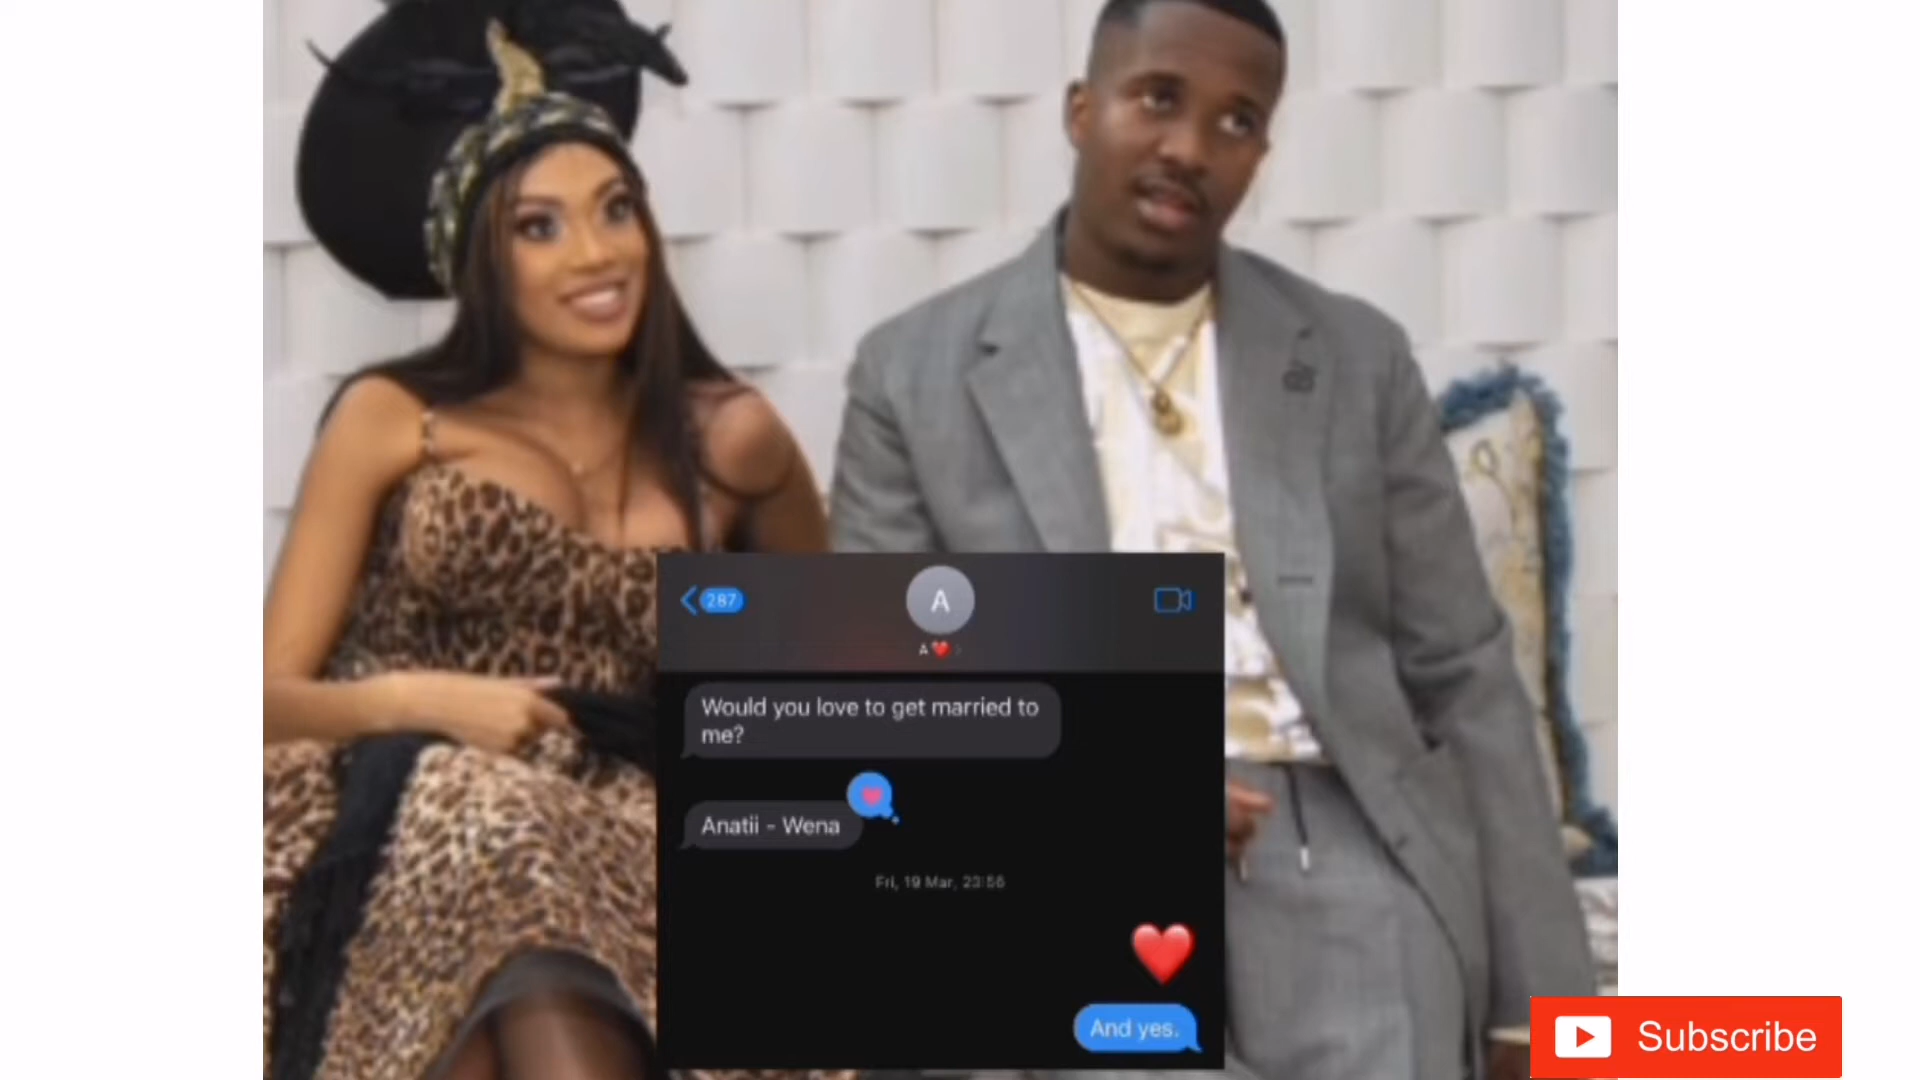 287
A
A❤️
Would you love to get married to
me?
Anatii - Wena
Fri, 19 Mar, 23:56
❤️
And yes.
Subscribe